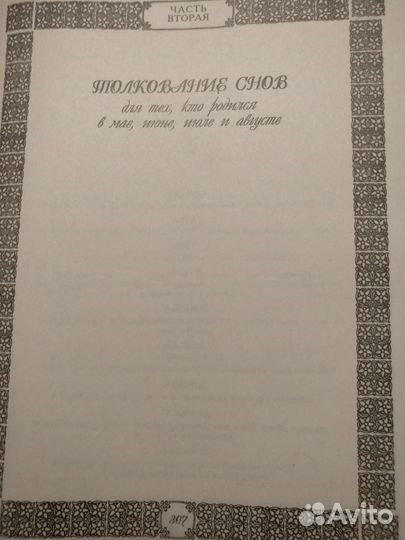 ЧАСТЬ
ВТОРАЯ
ТОЛКОВАНИЕ СНОВ
для тех, кто родился
в мае, июне, июле и августе
307
Avito